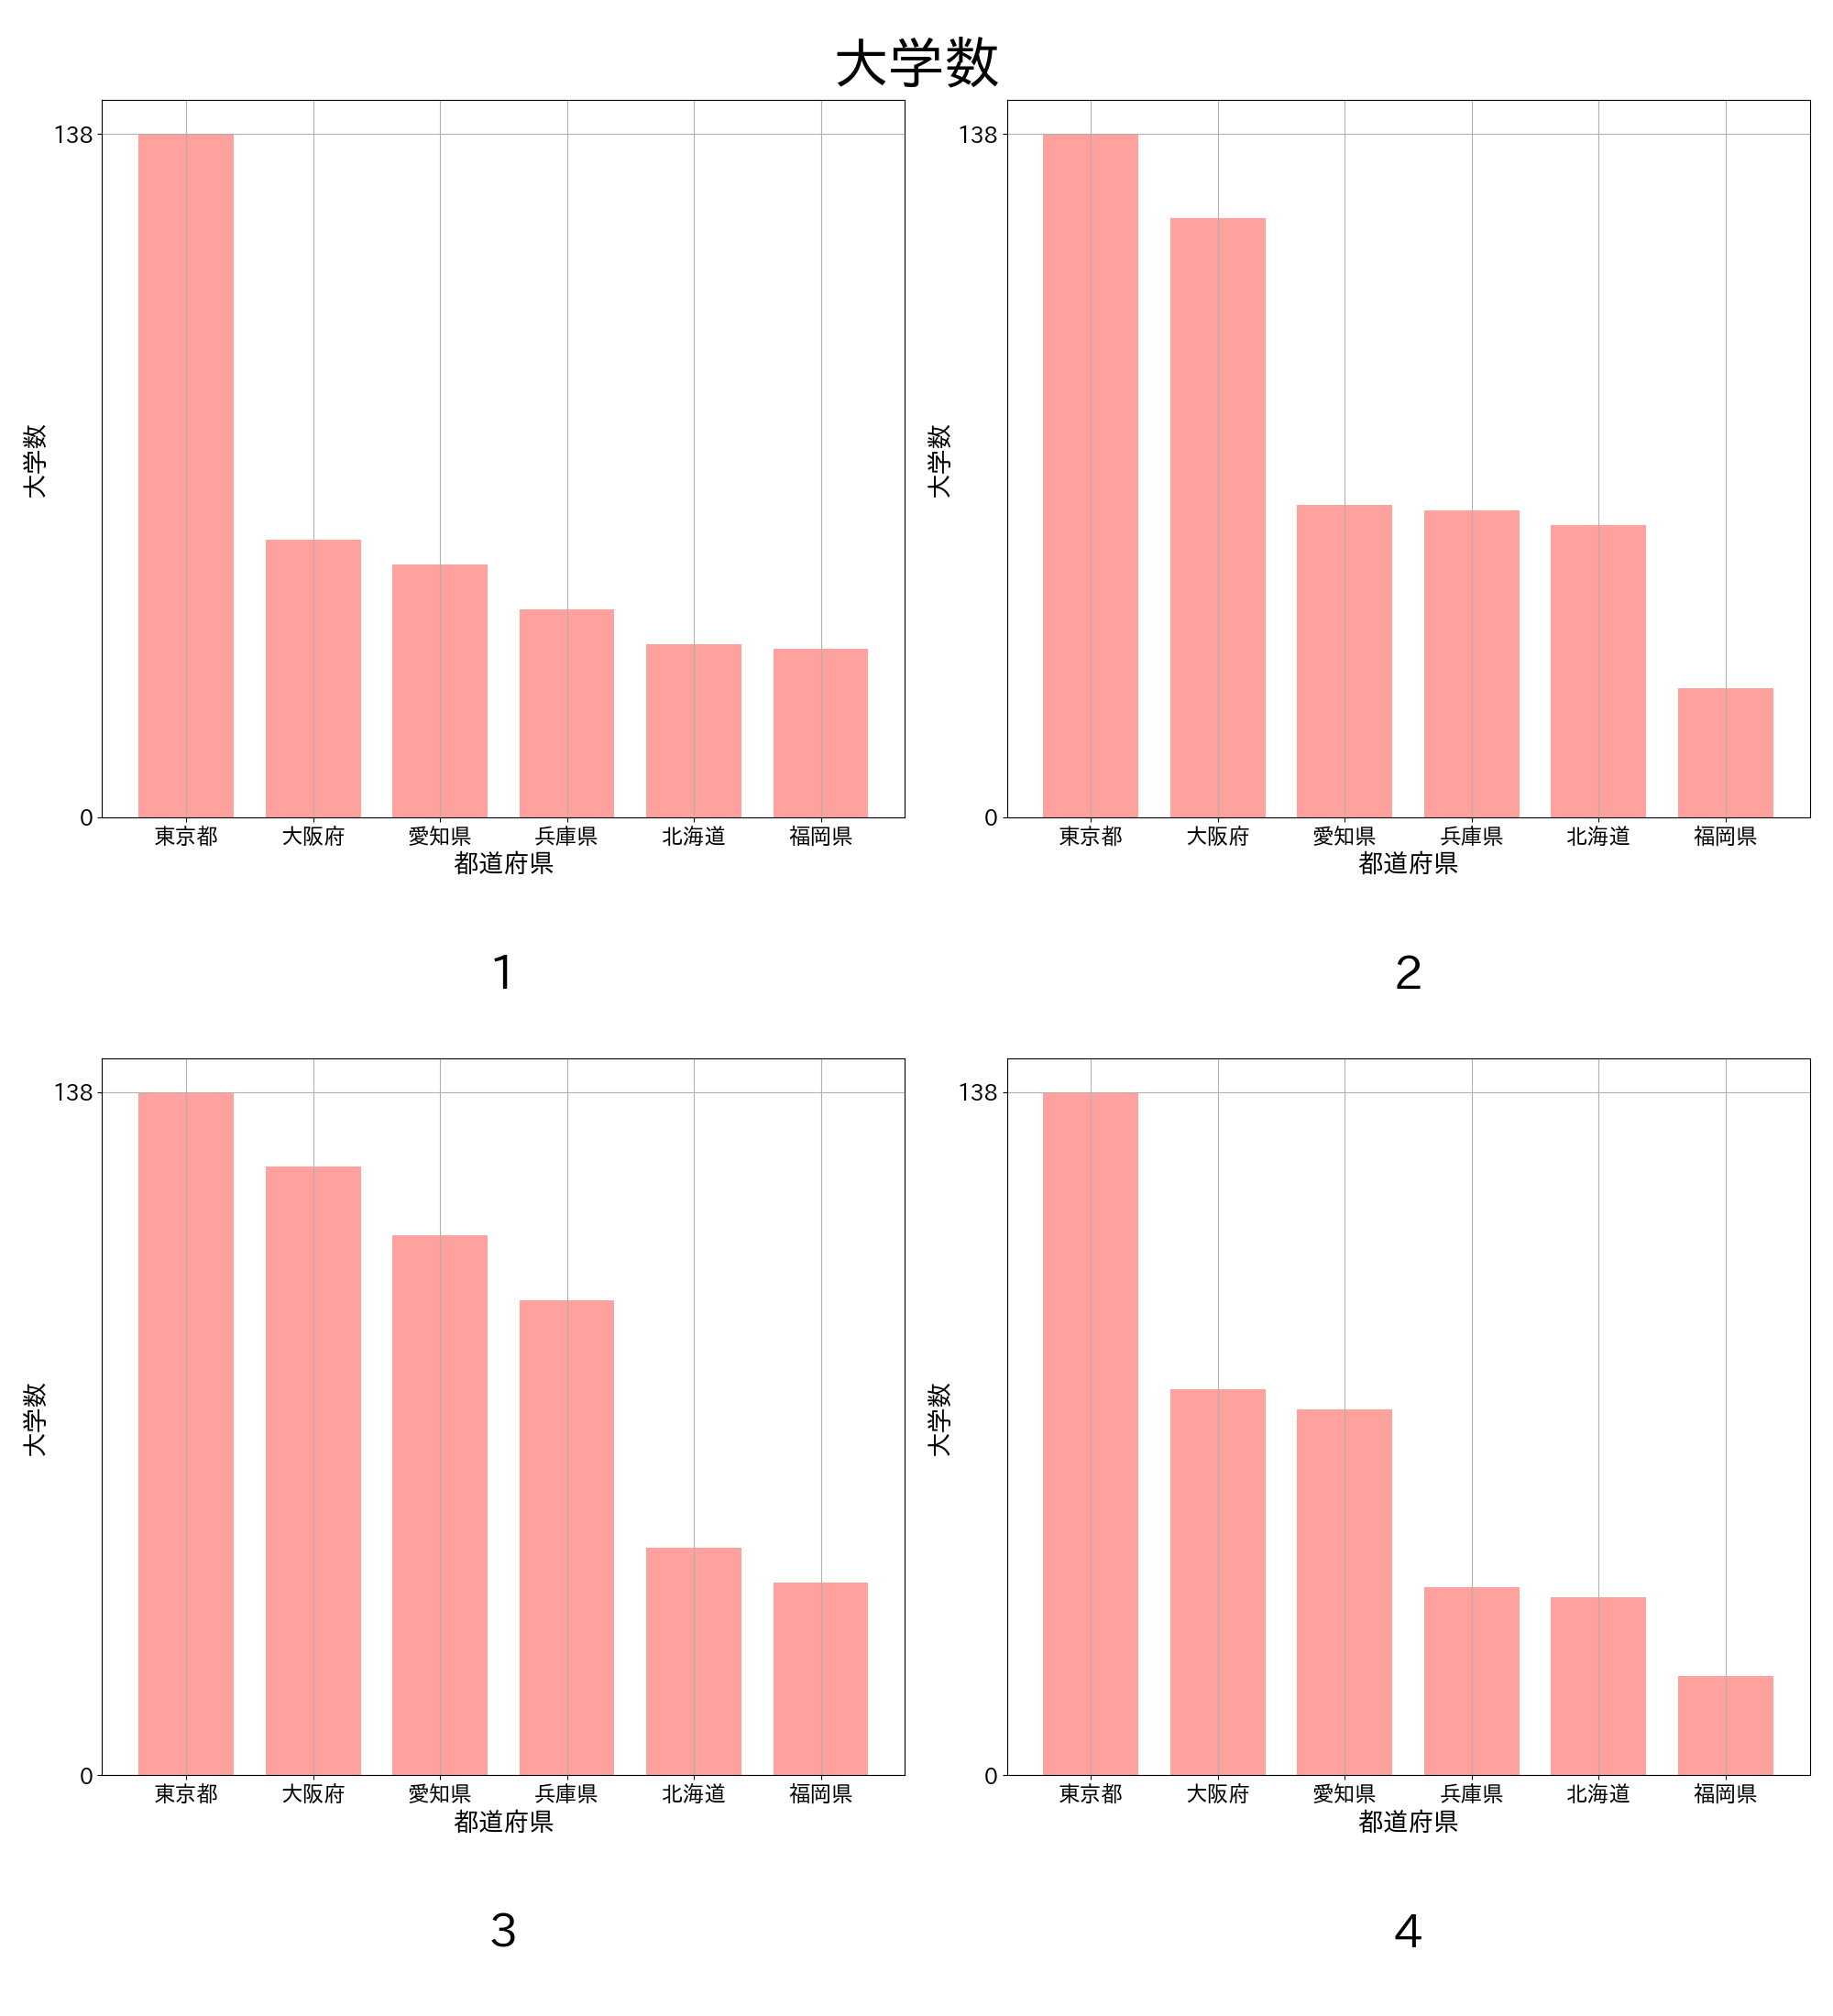 大学数
138
0
大学数
東京都 大阪府 愛知県 兵庫県 北海道 福岡県
都道府県
1
138
0
大学数
東京都 大阪府 愛知県 兵庫県 北海道 福岡県
都道府県
2
138
0
大学数
東京都 大阪府 愛知県 兵庫県 北海道 福岡県
都道府県
3
138
0
大学数
東京都 大阪府 愛知県 兵庫県 北海道 福岡県
都道府県
4